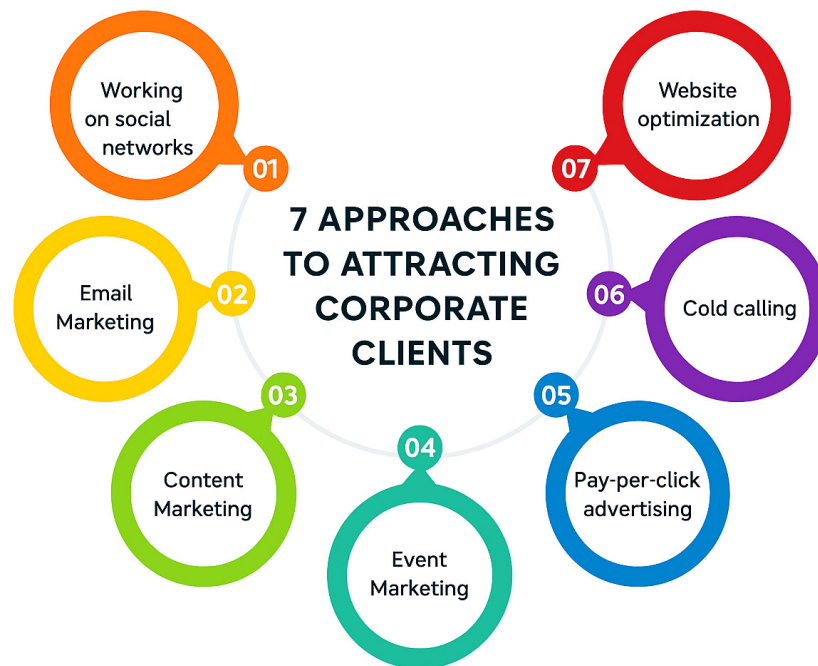 7 APPROACHES
TO ATTRACTING
CORPORATE
CLIENTS
01
Working
on social
networks
02
Email
Marketing
03
Content
Marketing
04
Event
Marketing
05
Pay-per-click
advertising
06
Cold calling
07
Website
optimization